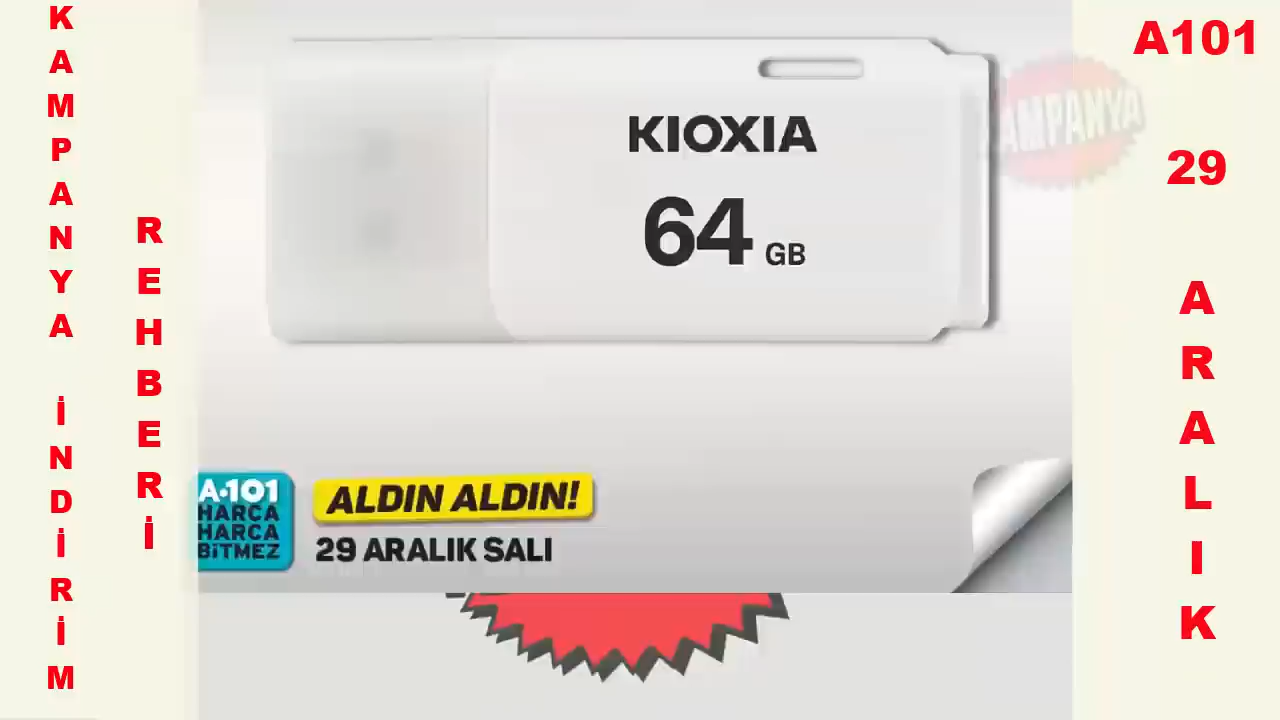 KAMPANYA İNDİRİM
REHBERİ
KIOXIA
64 GB
AMPANYA
A101
HARCA
HARCA
BİTMEZ
ALDIN ALDIN!
29 ARALIK SALI
A101
29
ARALIK